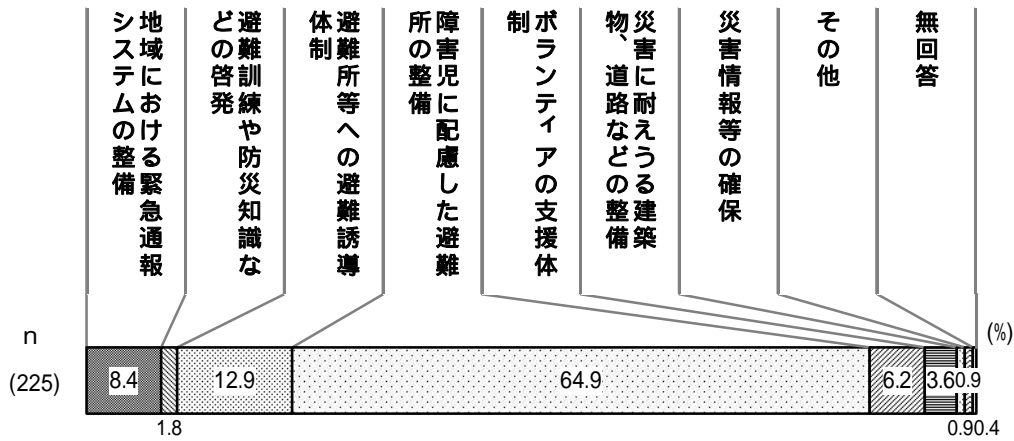 地域における緊急通報
システムの整備
避難訓練や防災知識な
どの啓発
避難所等への避難誘導
体制
障害児に配慮した避難
所の整備
ボランティアの支援体
制
災害に耐えうる建築
物、道路などの整備
災害情報等の確保
その他
無回答
n
(%)
(225)
8.4
12.9
64.9
6.2
3.6
0.9
1.8
0.9
0.4